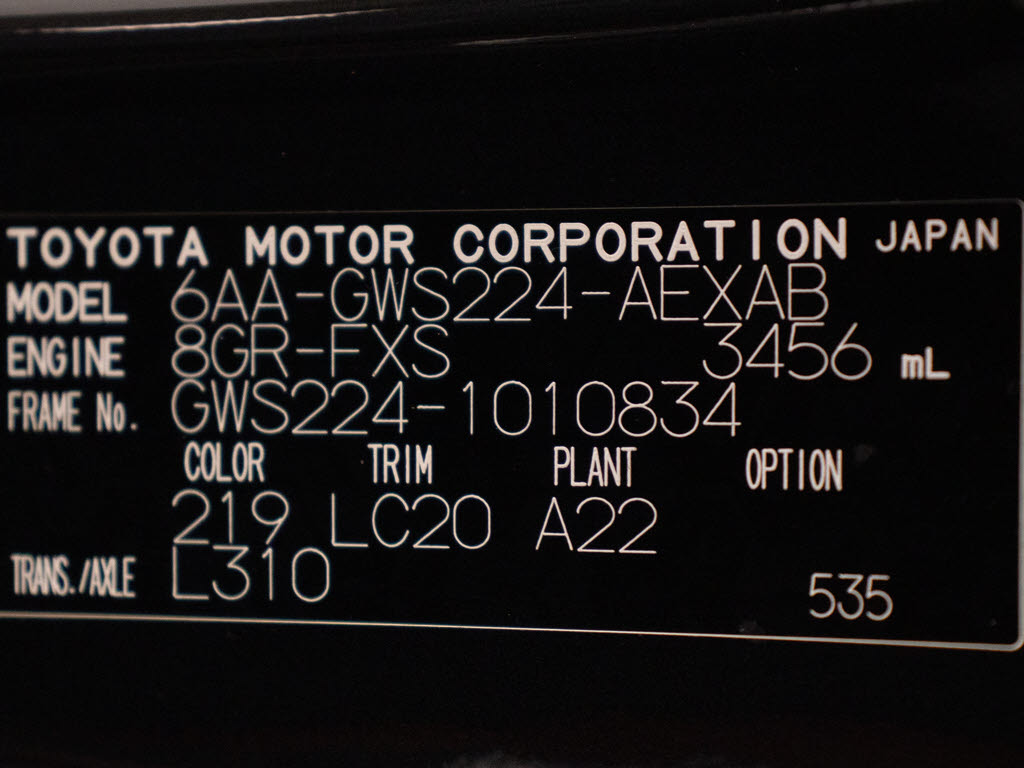 TOYOTA MOTOR CORPORATION JAPAN
MODEL 6AA-GWS224-AEXAB
ENGINE 8GR-FXS 3456 mL
FRAME No. GWS224-1010834
COLOR TRIM PLANT OPTION
219 LC20 A22
TRANS./AXLE L310 535